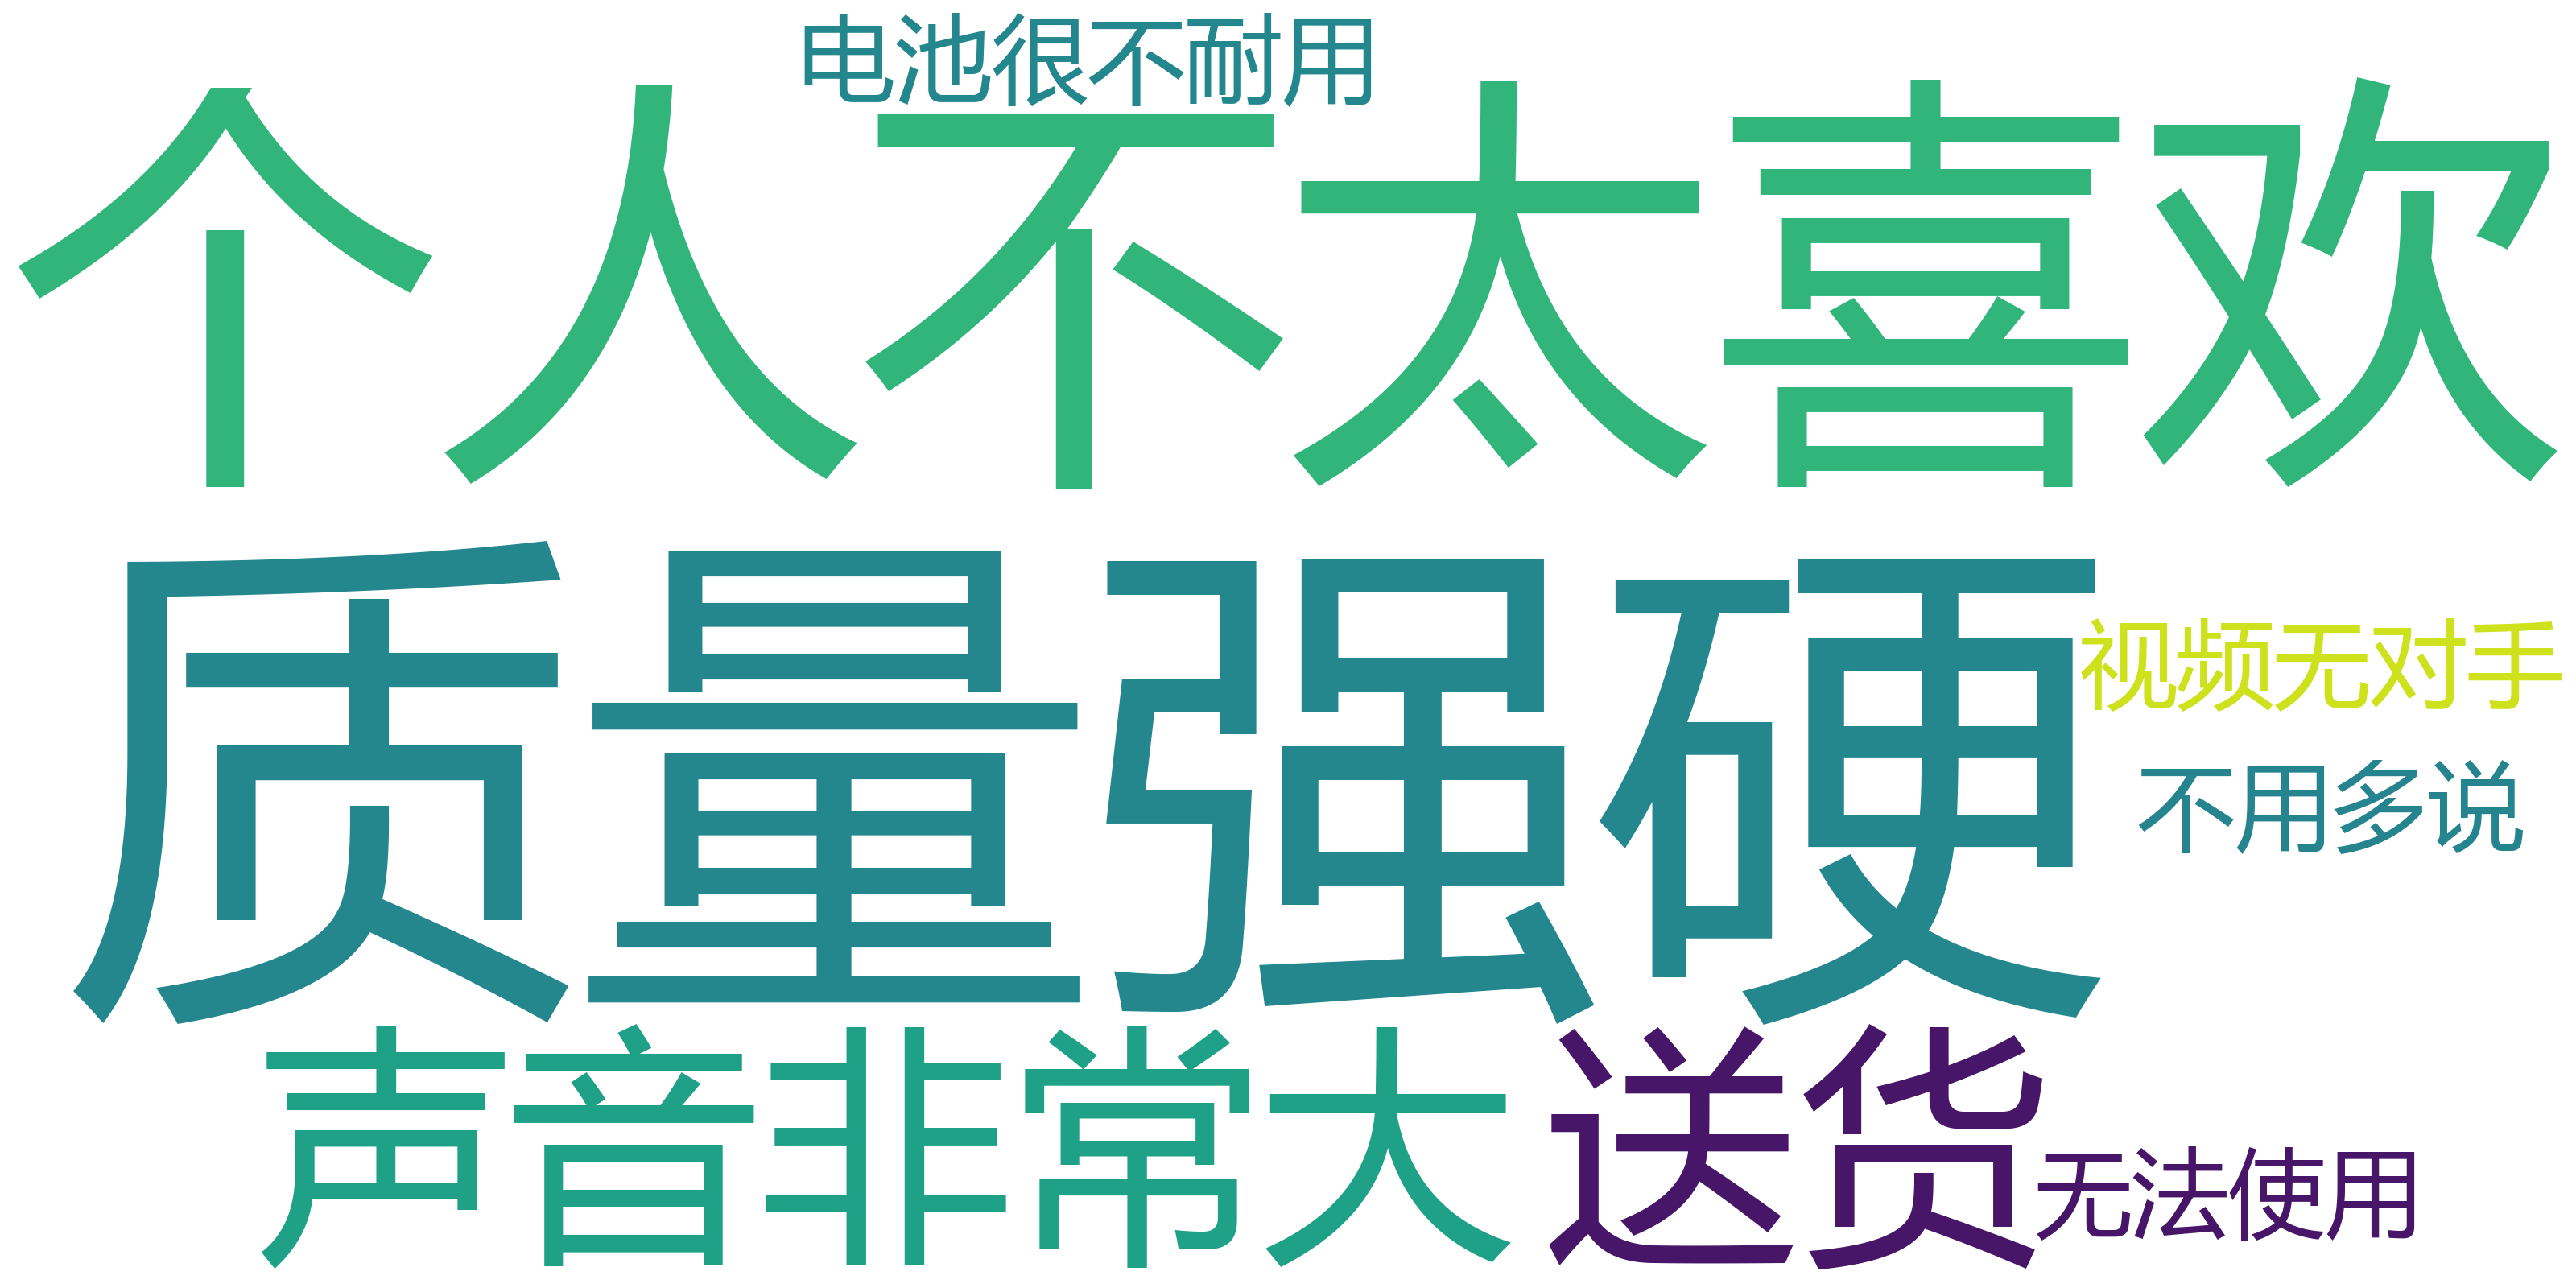 电池很不耐用
个人不太喜欢
质量强硬
视频无对手
不用多说
声音非常大
送货
无法使用